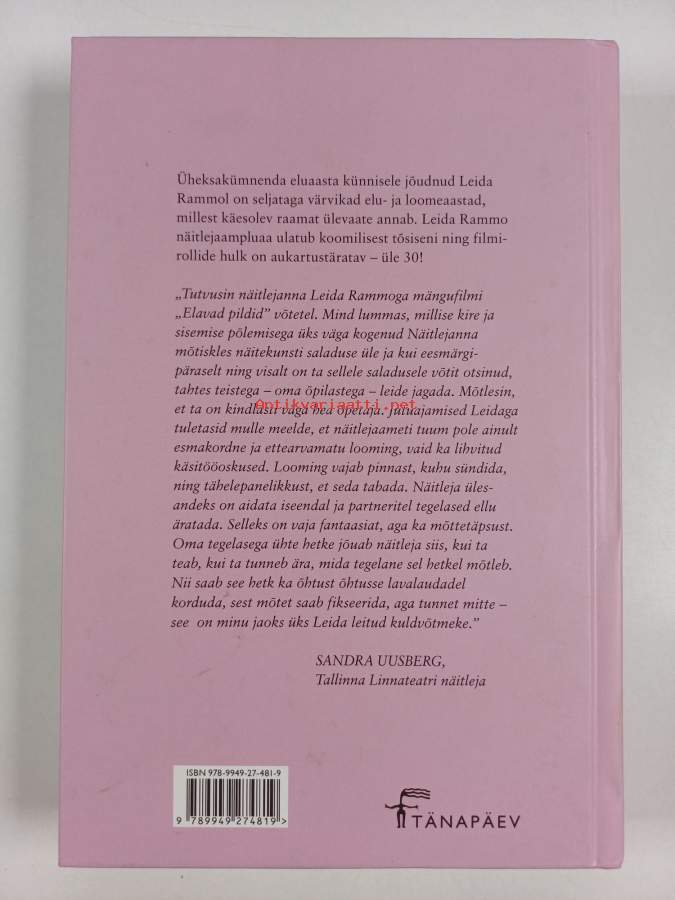 Üheksakümnenda eluaasta künnisele jõudnud Leida
Rammol on seljataga värvikad elu- ja loomeaastad,
millest käesolev raamat ülevaate annab. Leida Rammo
näitlejaampluaa ulatub koomilisest tõsiseni ning filmi-
rollide hulk on aukartustäratav – üle 30!
„Tutvusin näitlejanna Leida Rammoga mängufilmi
„Elavad pildid” võtetel. Mind lummas, millise kire ja
sisemise põlemisega üks väga kogenud Näitlejanna
mõtiskles näitekunsti saladuse üle ja kui eesmärgi-
päraselt ning visalt on ta sellele saladusele võtit otsinud,
tahtes teistega – oma õpilastega – leide jagada. Mõtlesin,
Antikvariaatti.net
et ta on kindlasti väga hea õpetaja. Jutuajamised Leidaga
tuletasid mulle meelde, et näitlejaameti tuum pole ainult
esmakordne ja ettearvamatu looming, vaid ka lihvitud
käsitööoskused. Looming vajab pinnast, kuhu sündida,
ning tähelepanelikkust, et seda tabada. Näitleja üles-
andeks on aidata iseendal ja partneritel tegelased ellu
äratada. Selleks on vaja fantaasiat, aga ka mõttetäpsust.
Oma tegelasega ühte hetke jõuab näitleja siis, kui ta
teab, kui ta tunneb ära, mida tegelane sel hetkel mõtleb.
Nii saab see hetk ka õhtust õhtusse lavalaudadel
korduda, sest mõtet saab fikseerida, aga tunnet mitte –
see on minu jaoks üks Leida leitud kuldvõtmeke.”
SANDRA UUSBERG,
Tallinna Linnateatri näitleja
ISBN 978-9949-27-481-9
9 789949 274819>
TÄNAPÄEV